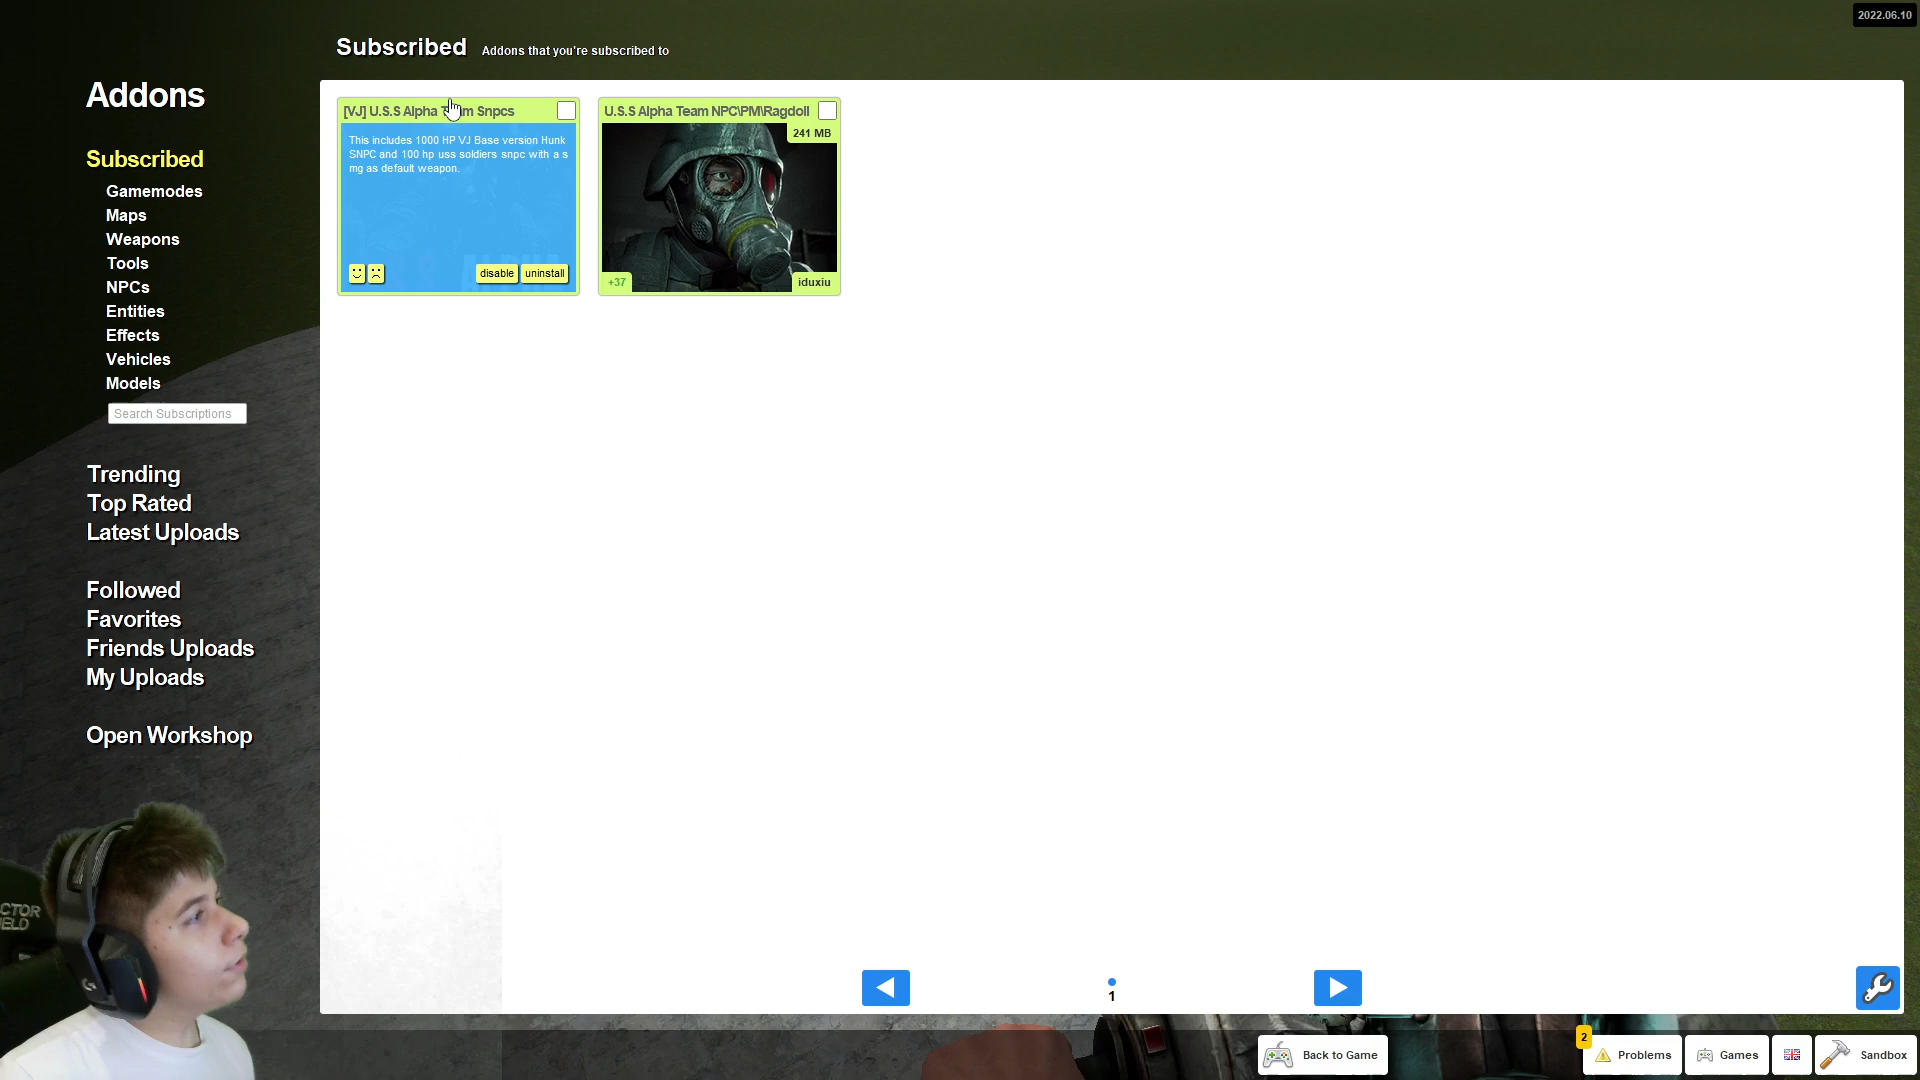 2022.06.10
Subscribed Addons that you're subscribed to
Addons
Subscribed
Gamemodes
Maps
Weapons
Tools
NPCs
Entities
Effects
Vehicles
Models
Search Subscriptions
Trending
Top Rated
Latest Uploads
Followed
Favorites
Friends Uploads
My Uploads
Open Workshop
[VJ] U.S.S Alpha Snpcs
This includes 1000 HP VJ Base version Hunk
SNPC and 100 hp uss soldiers snpc with a s
mg as default weapon.
disable uninstall
U.S.S Alpha Team NPC\PM\Ragdoll
241 MB
+37 iduxiu
1
Back to Game
2
Problems
Games
Sandbox